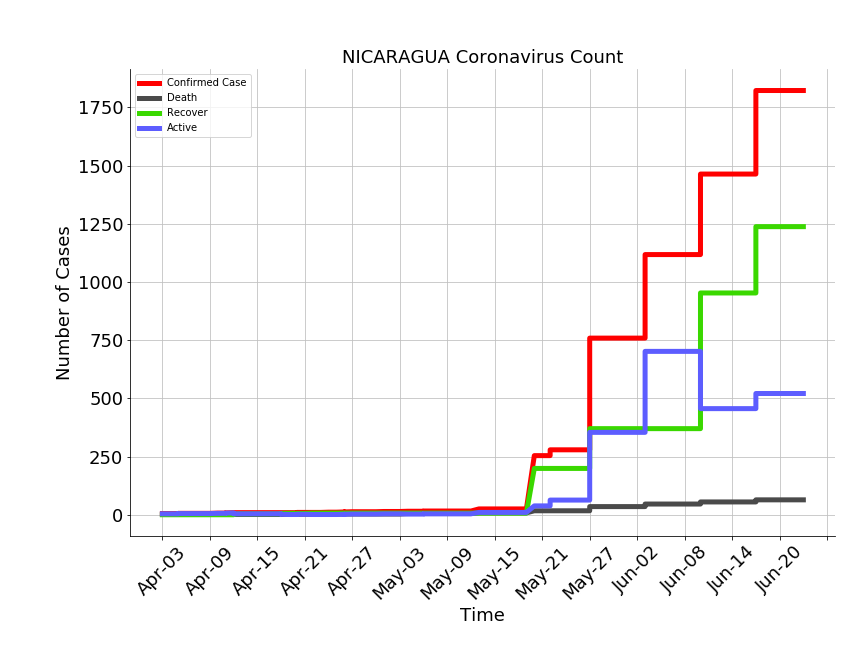 NICARAGUA Coronavirus Count
Confirmed Case
Death
Recover
Active
1750
1500
1250
1000
750
500
250
0
Number of Cases
Apr-03
Apr-09
Apr-15
Apr-21
Apr-27
May-03
May-09
May-15
May-21
May-27
Jun-02
Jun-08
Jun-14
Jun-20
Time